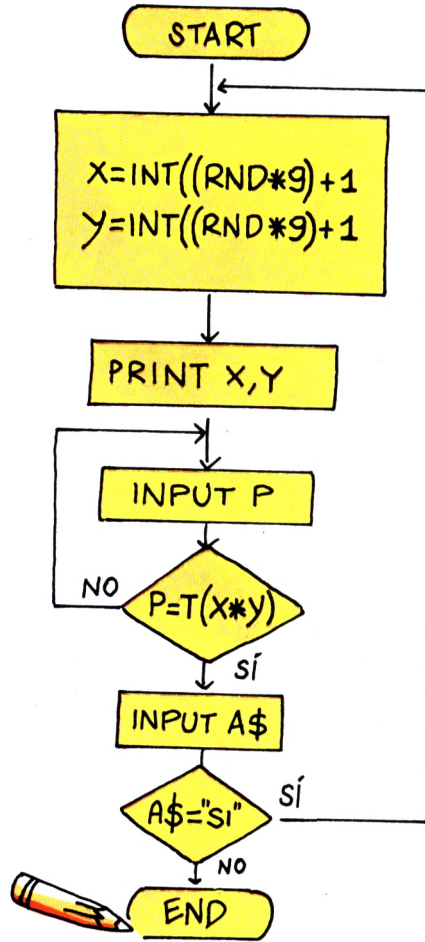 START
X=INT((RND*9)+1
Y=INT((RND*9)+1
PRINT X,Y
INPUT P
P=T(X*Y)
NO
SÍ
INPUT A$
A$="SI"
SÍ
NO
END